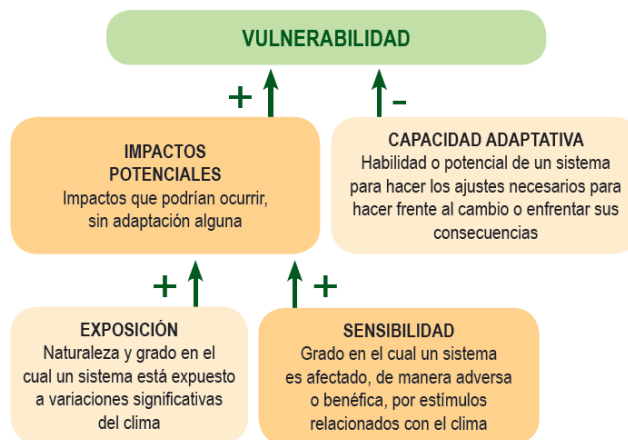 VULNERABILIDAD
+
-
IMPACTOS
POTENCIALES
Impactos que podrían ocurrir,
sin adaptación alguna
CAPACIDAD ADAPTATIVA
Habilidad o potencial de un sistema
para hacer los ajustes necesarios para
hacer frente al cambio o enfrentar sus
consecuencias
+
+
EXPOSICIÓN
Naturaleza y grado en el
cual un sistema está expuesto
a variaciones significativas
del clima
SENSIBILIDAD
Grado en el cual un sistema
es afectado, de manera adversa
o benéfica, por estímulos
relacionados con el clima